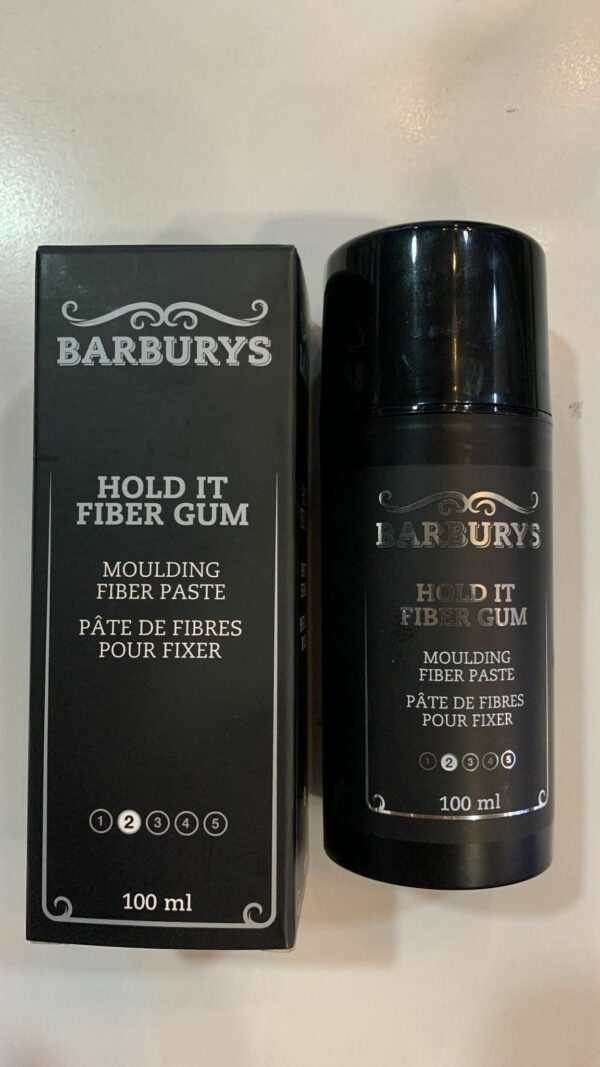 BARBURYS
HOLD IT
FIBER GUM
MOULDING
FIBER PASTE
PÂTE DE FIBRES
POUR FIXER
1 2 3 4 5
100 ml
BARBURYS
HOLD IT
FIBER GUM
MOULDING
FIBER PASTE
PÂTE DE FIBRES
POUR FIXER
1 2 3 4 5
100 ml